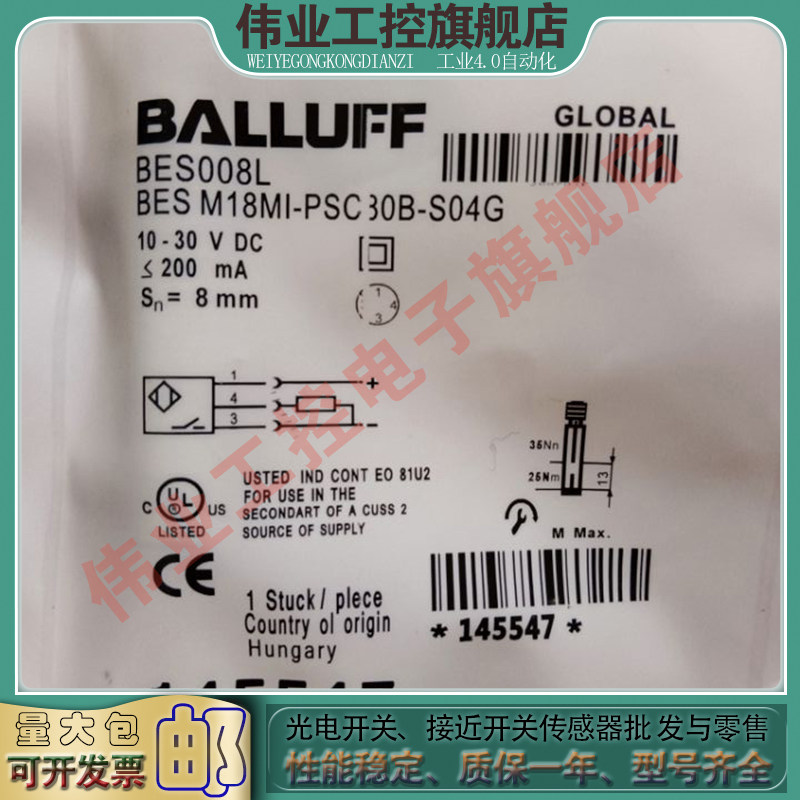 伟业工控旗舰店
WEIYEGONGKONGDIANZI 工业4.0自动化
BALLUFF
GLOBAL
BES008L
BES M18MI-PSC30B-S04G
10-30 V DC
≤ 200 mA
Sn = 8 mm
1
4
3
1 +
4
3 -
35Nn
25Nm
13
M Max.
C UL US
LISTED
USTED IND CONT EO 81U2
FOR USE IN THE
SECONDART OF A CUSS 2
SOURCE OF SUPPLY
CE
1 Stuck/ plece
Country ol origin
Hungary
* 145547 *
伟业工控电子旗舰店
量大包邮
可开发票
光电开关、接近开关传感器批发与零售
性能稳定、质保一年、型号齐全